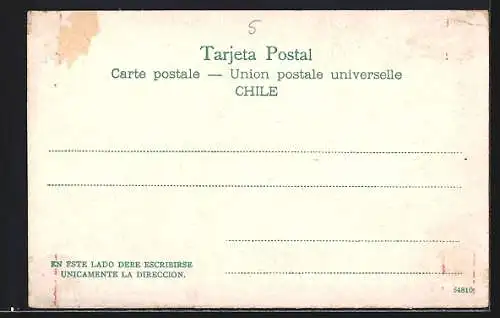 5
Tarjeta Postal
Carte postale — Union postale universelle
CHILE
EN ESTE LADO DEBE ESCRIBIRSE
UNICAMENTE LA DIRECCION.
54810